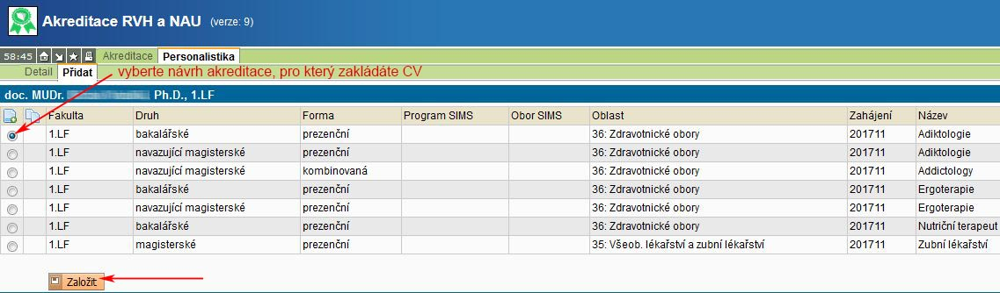 Akreditace RVH a NAU (verze: 9)
58:45 Akreditace Personalistika
Detail Přidat vyberte návrh akreditace, pro který zakládáte CV
doc. MUDr. Ph.D., 1.LF
Fakulta Druh Forma Program SIMS Obor SIMS Oblast Zahájení Název
1.LF bakalářské prezenční 36: Zdravotnické obory 201711 Adiktologie
1.LF navazující magisterské prezenční 36: Zdravotnické obory 201711 Adiktologie
1.LF navazující magisterské kombinovaná 36: Zdravotnické obory 201711 Addictology
1.LF bakalářské prezenční 36: Zdravotnické obory 201711 Ergoterapie
1.LF navazující magisterské prezenční 36: Zdravotnické obory 201711 Ergoterapie
1.LF bakalářské prezenční 36: Zdravotnické obory 201711 Nutriční terapeut
1.LF magisterské prezenční 35: Všeob. lékařství a zubní lékařství 201711 Zubní lékařství
Založit